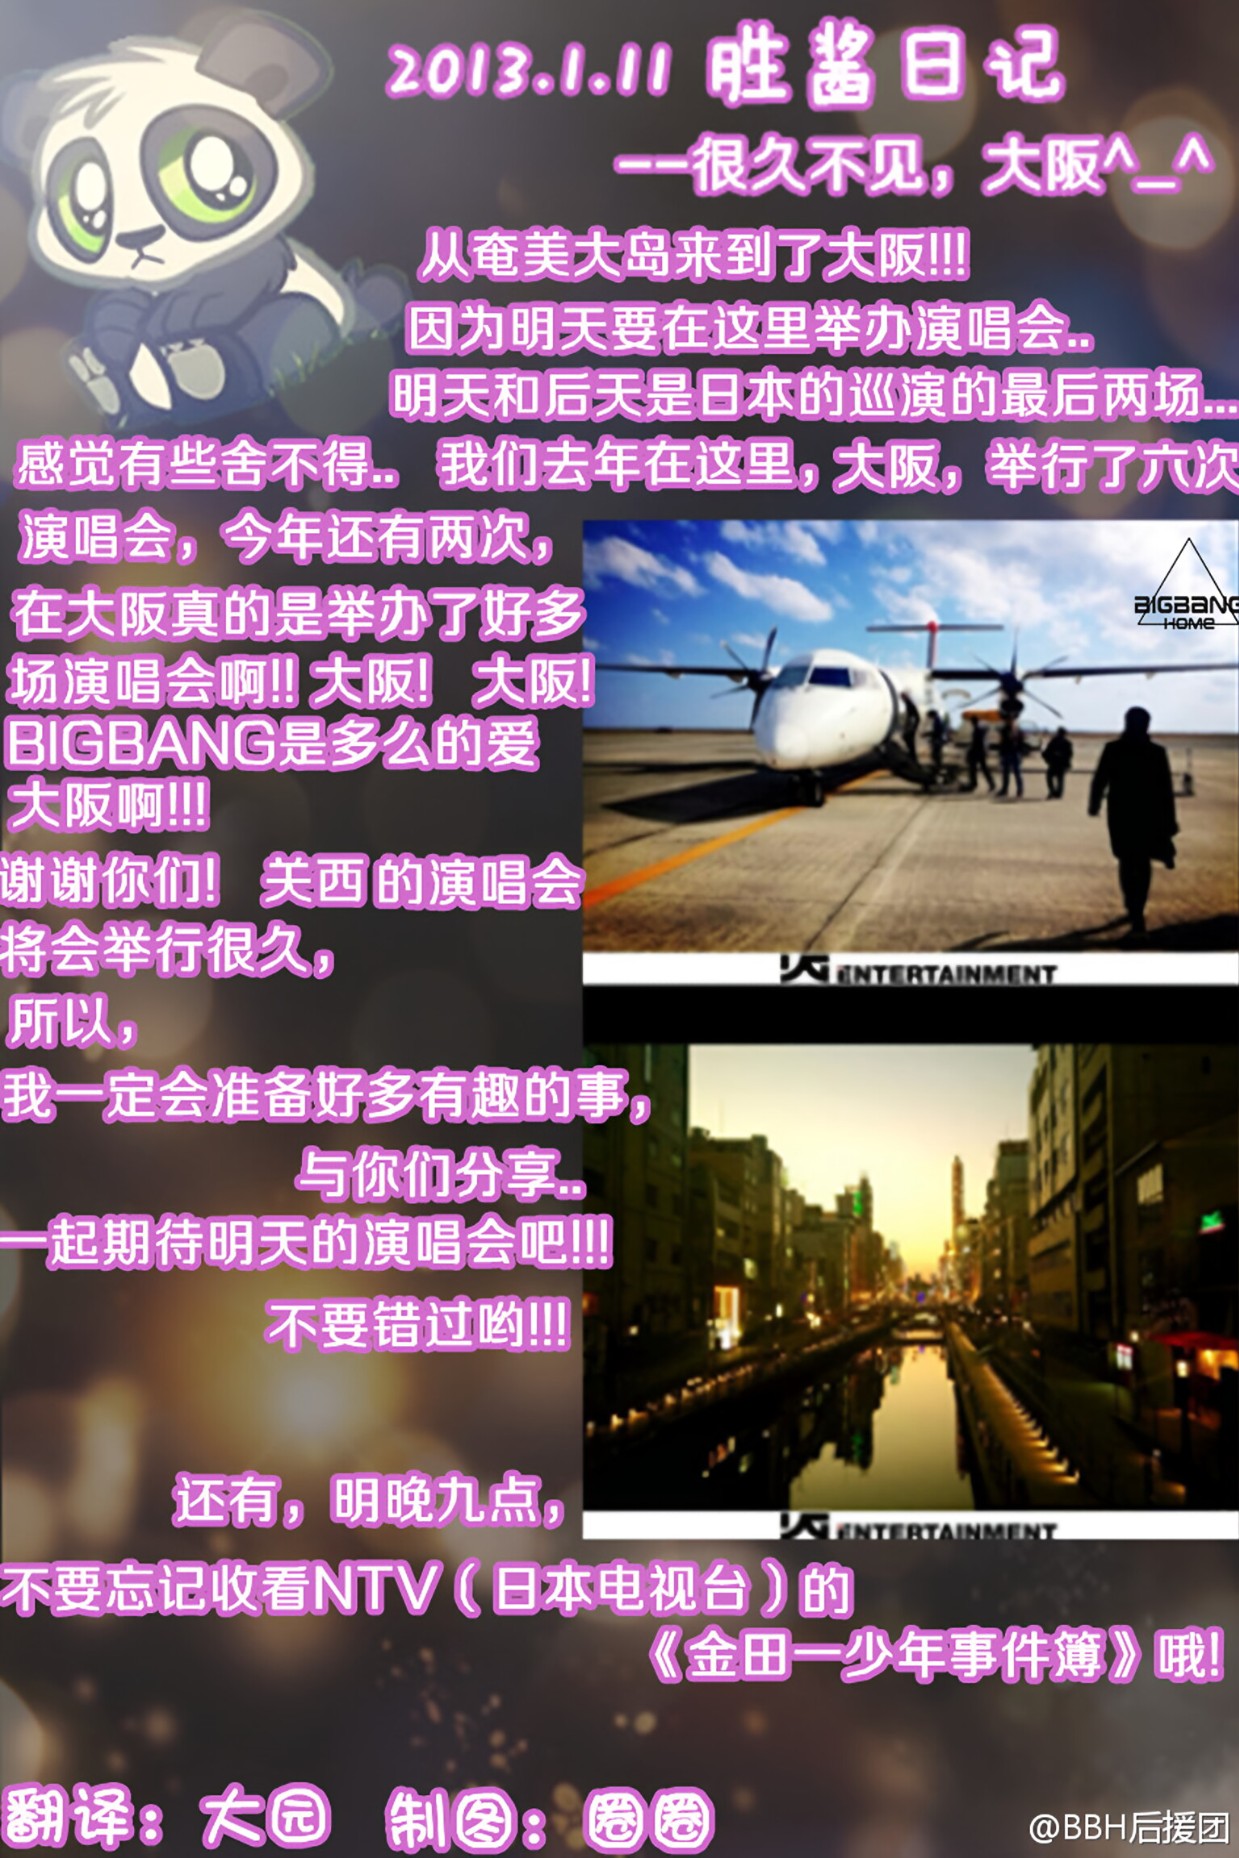 2013.1.11 胜酱日记
——很久不见，大阪^_^
从奄美大岛来到了大阪!!!
因为明天要在这里举办演唱会..
明天和后天是日本的巡演的最后两场...
感觉有些舍不得.. 我们去年在这里，大阪，举行了六次
演唱会，今年还有两次，
在大阪真的是举办了好多
场演唱会啊!! 大阪! 大阪!
BIGBANG是多么的爱
大阪啊!!!
谢谢你们! 关西的演唱会
将会举行很久，
所以，
我一定会准备好多有趣的事，
与你们分享..
一起期待明天的演唱会吧!!!
不要错过哟!!!
还有，明晚九点，
不要忘记收看NTV（日本电视台）的
《金田一少年事件簿》哦!
BIGBANG
HOME
YG ENTERTAINMENT
YG ENTERTAINMENT
翻译：大园 制图：圈圈
@BBH后援团